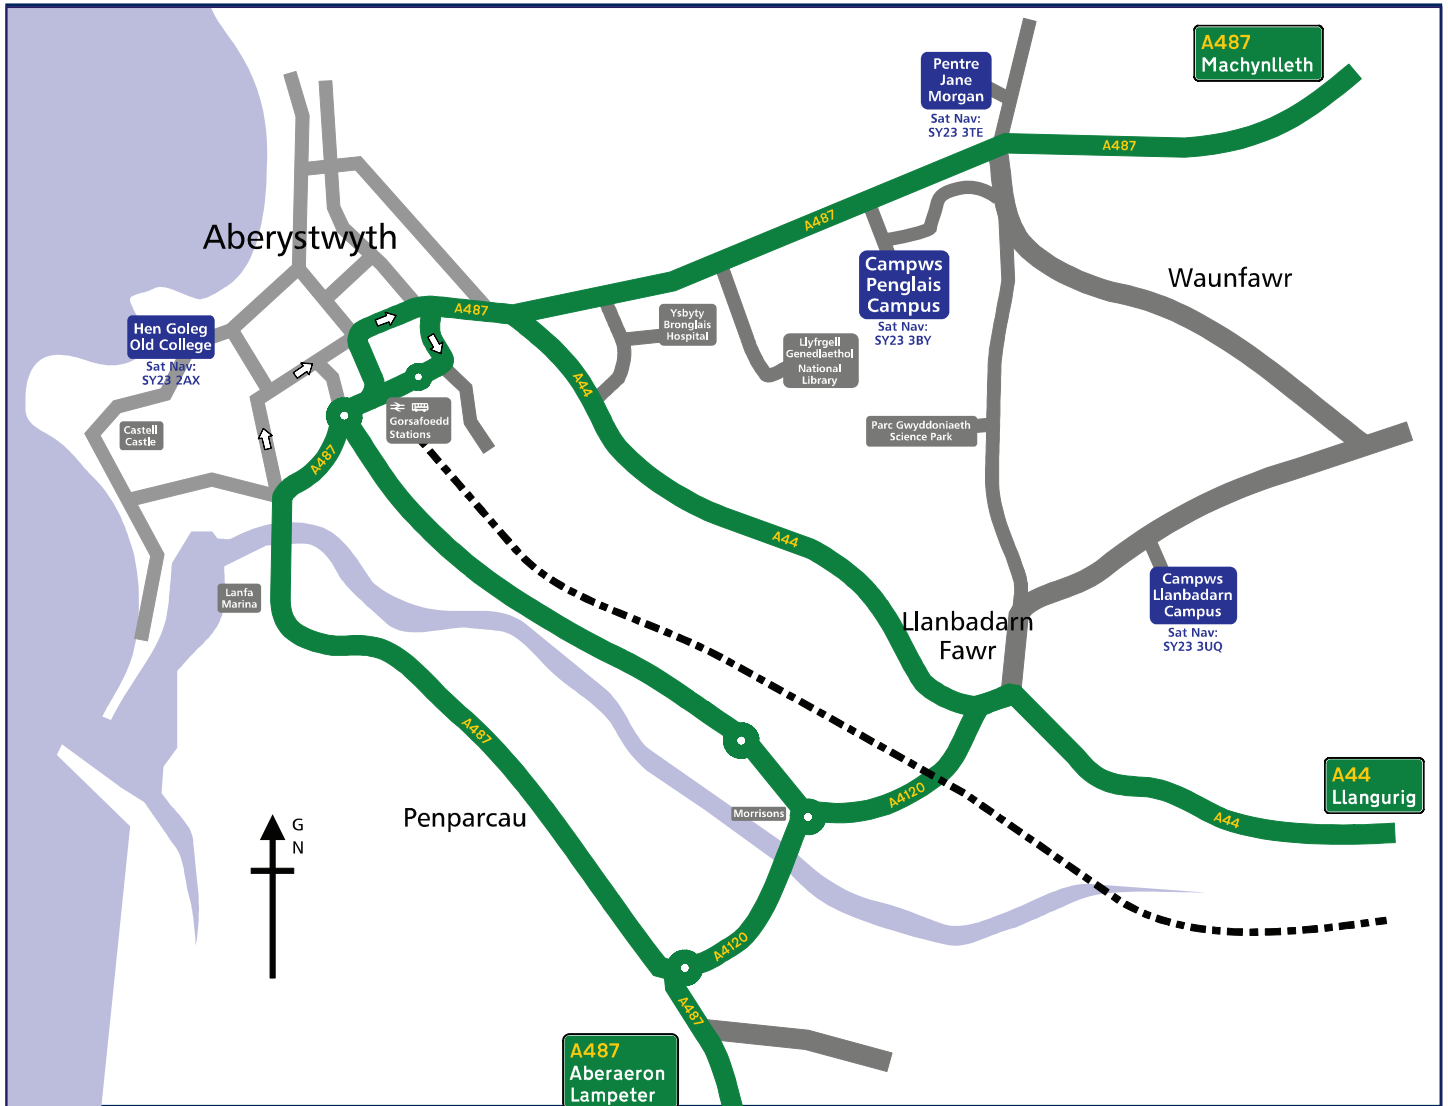 A487
Machynlleth
Pentre
Jane
Morgan
Sat Nav:
SY23 3TE
A487
A487
Aberystwyth
Campws
Penglais
Campus
Sat Nav:
SY23 3BY
Waunfawr
A487
Hen Goleg
Old College
Sat Nav:
SY23 2AX
Ysbyty
Bronglais
Hospital
Llyfrgell
Genedlaethol
National
Library
A44
Castell
Castle
Gorsafoedd
Stations
Parc Gwyddoniaeth
Science Park
A487
A44
Lanfa
Marina
Campws
Llanbadarn
Campus
Sat Nav:
SY23 3UQ
Llanbadarn
Fawr
A487
A44
Llangurig
A4120
Morrisons
Penparcau
A44
G
N
A4120
A487
A487
Aberaeron
Lampeter